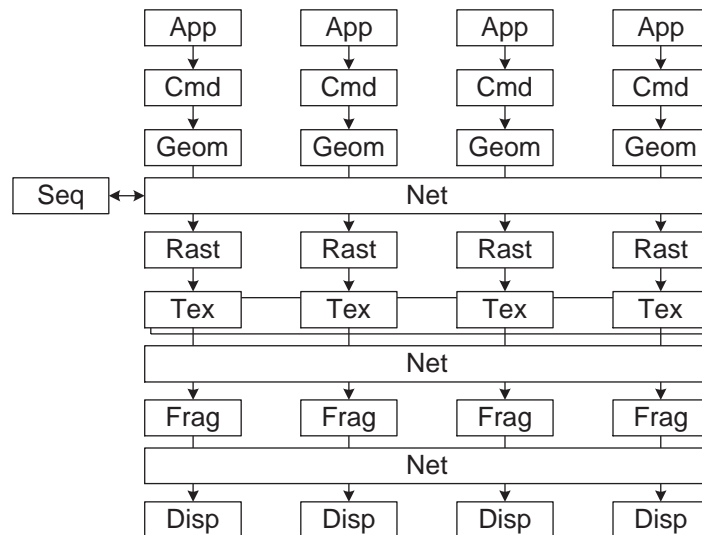 App App App App
Cmd Cmd Cmd Cmd
Geom Geom Geom Geom
Seq Net
Rast Rast Rast Rast
Tex Tex Tex Tex
Net
Frag Frag Frag Frag
Net
Disp Disp Disp Disp